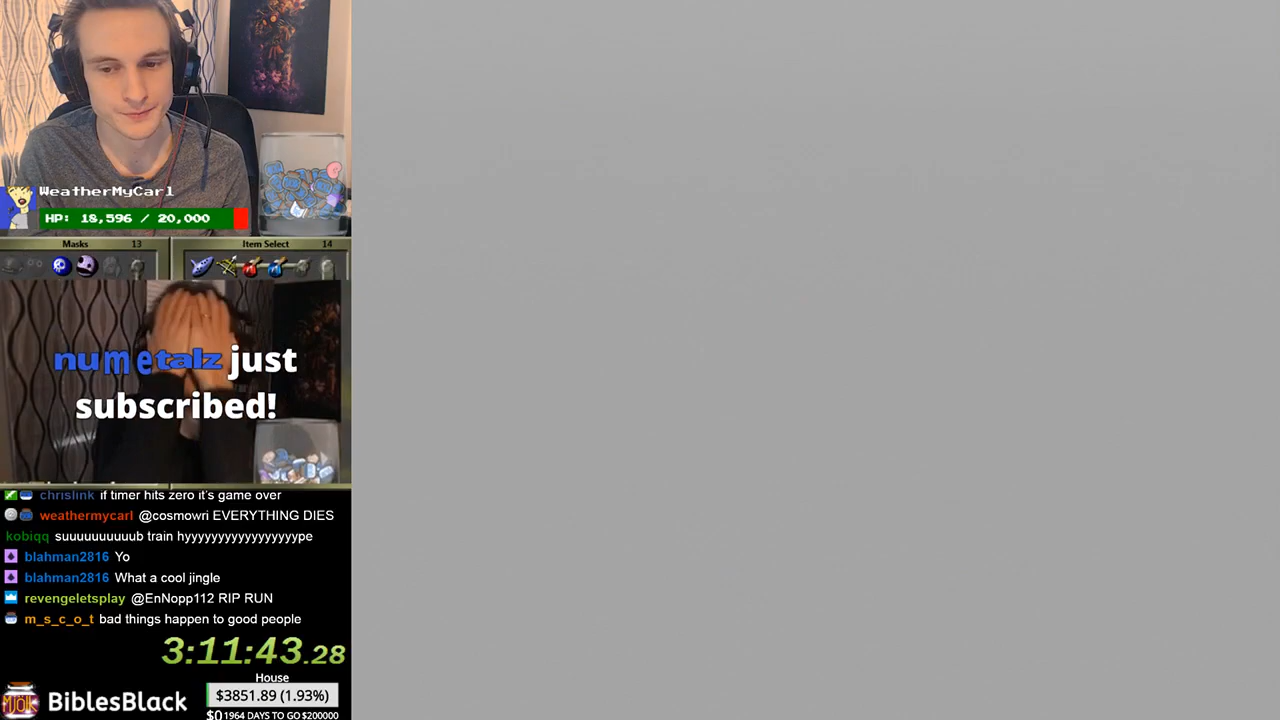 WeatherMyCarl
HP: 18,596 / 20,000
Masks 13
Item Select 14
numetalz just
subscribed!
chrislink if timer hits zero it's game over
weathermycarl @cosmowri EVERYTHING DIES
kobiqq suuuuuuuuuub train hyyyyyyyyyyyyyyyyype
blahman2816 Yo
blahman2816 What a cool jingle
revengeletsplay @EnNopp112 RIP RUN
m_s_c_o_t bad things happen to good people
3:11:43.28
House
MJÖLK BiblesBlack $3851.89 (1.93%)
$0 1964 DAYS TO GO $200000